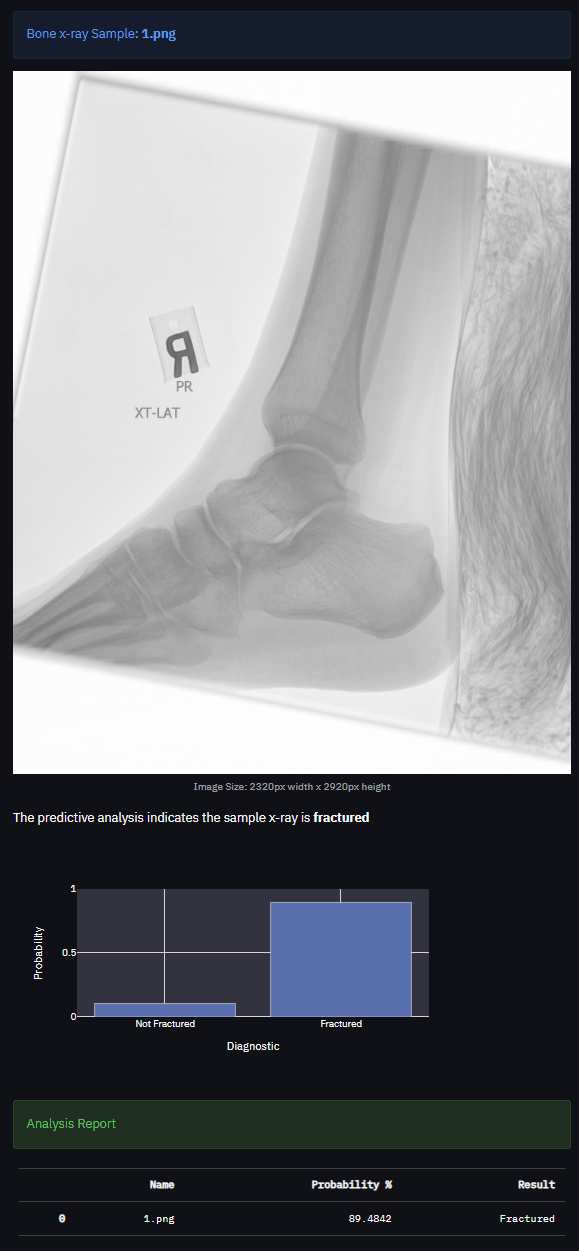 Bone x-ray Sample: 1.png
R
PR
XT-LAT
Image Size: 2320px width x 2920px height
The predictive analysis indicates the sample x-ray is fractured
1
0.5
0
Probability
Not Fractured Fractured
Diagnostic
Analysis Report
Name Probability % Result
0 1.png 89.4842 Fractured